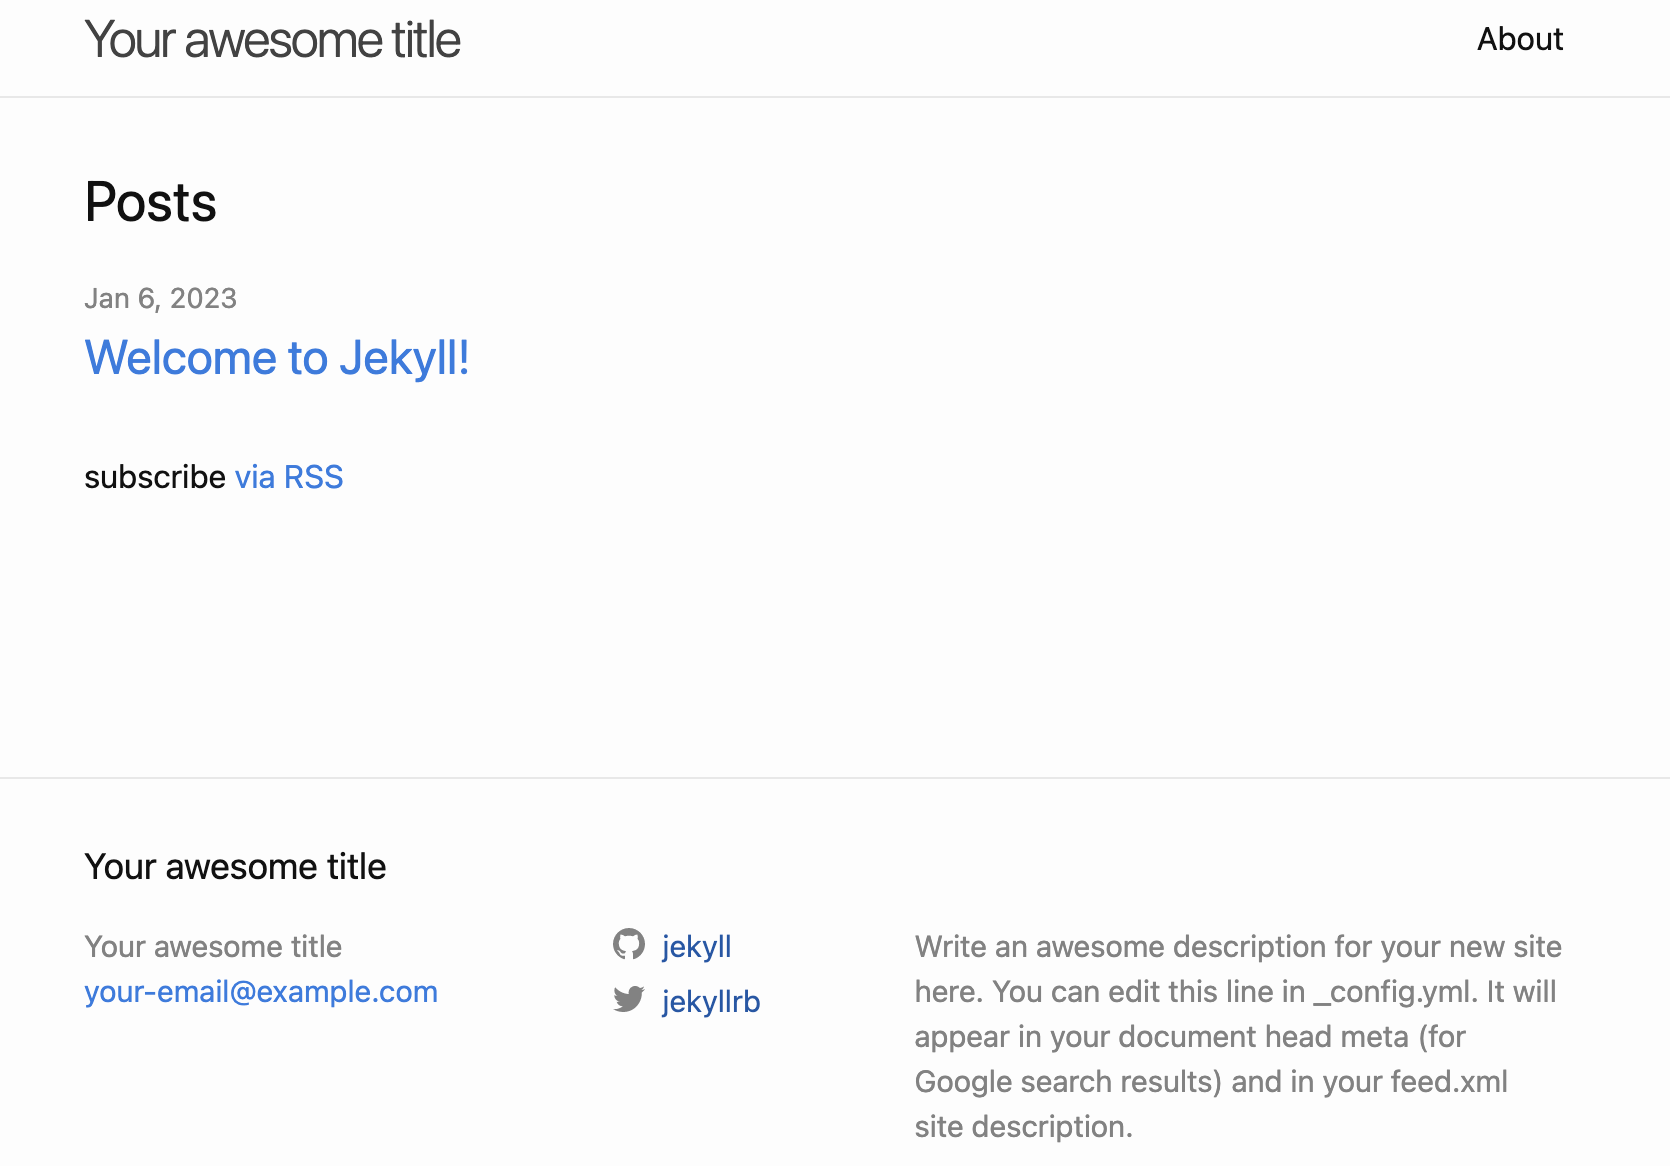 Your awesome title
About
Posts
Jan 6, 2023
Welcome to Jekyll!
subscribe via RSS
Your awesome title
Your awesome title
your-email@example.com
jekyll
jekyllrb
Write an awesome description for your new site
here. You can edit this line in _config.yml. It will
appear in your document head meta (for
Google search results) and in your feed.xml
site description.